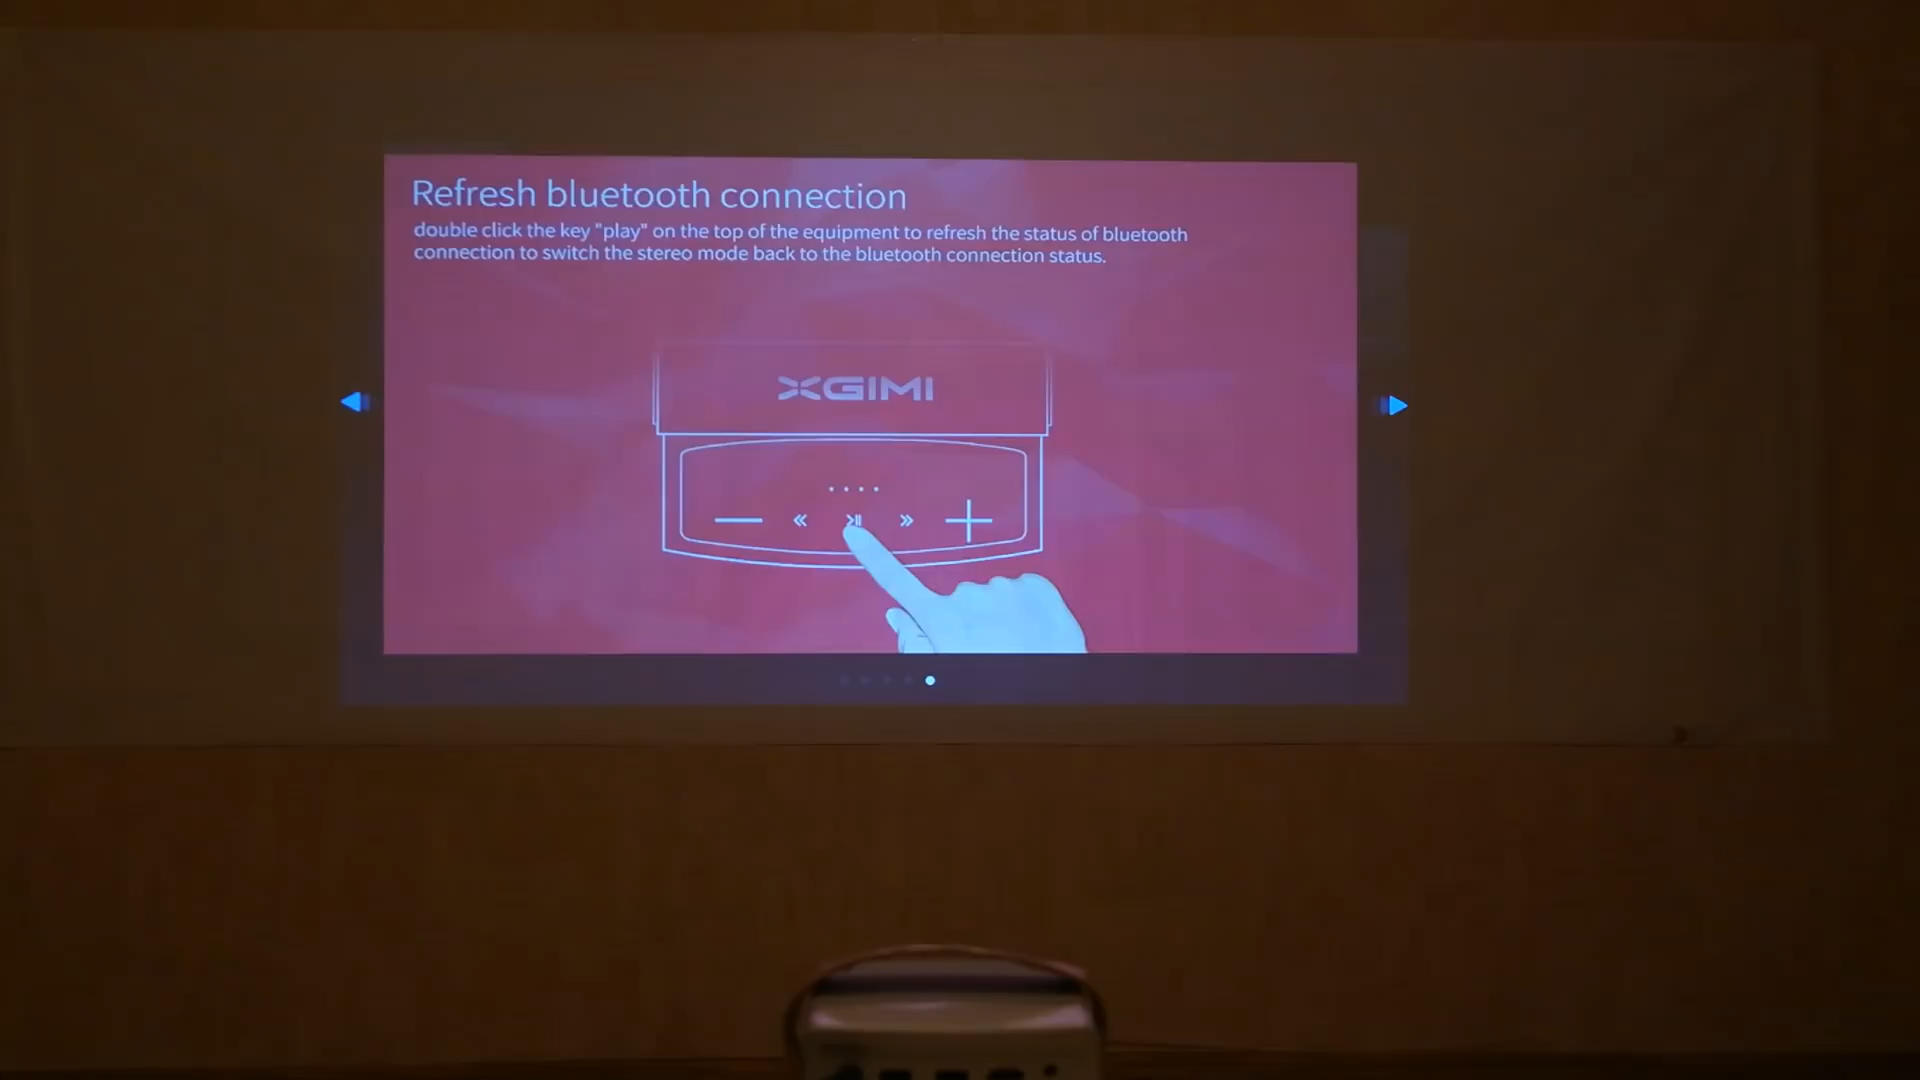 Refresh bluetooth connection
double click the key "play" on the top of the equipment to refresh the status of bluetooth
connection to switch the stereo mode back to the bluetooth connection status.
XGIMI